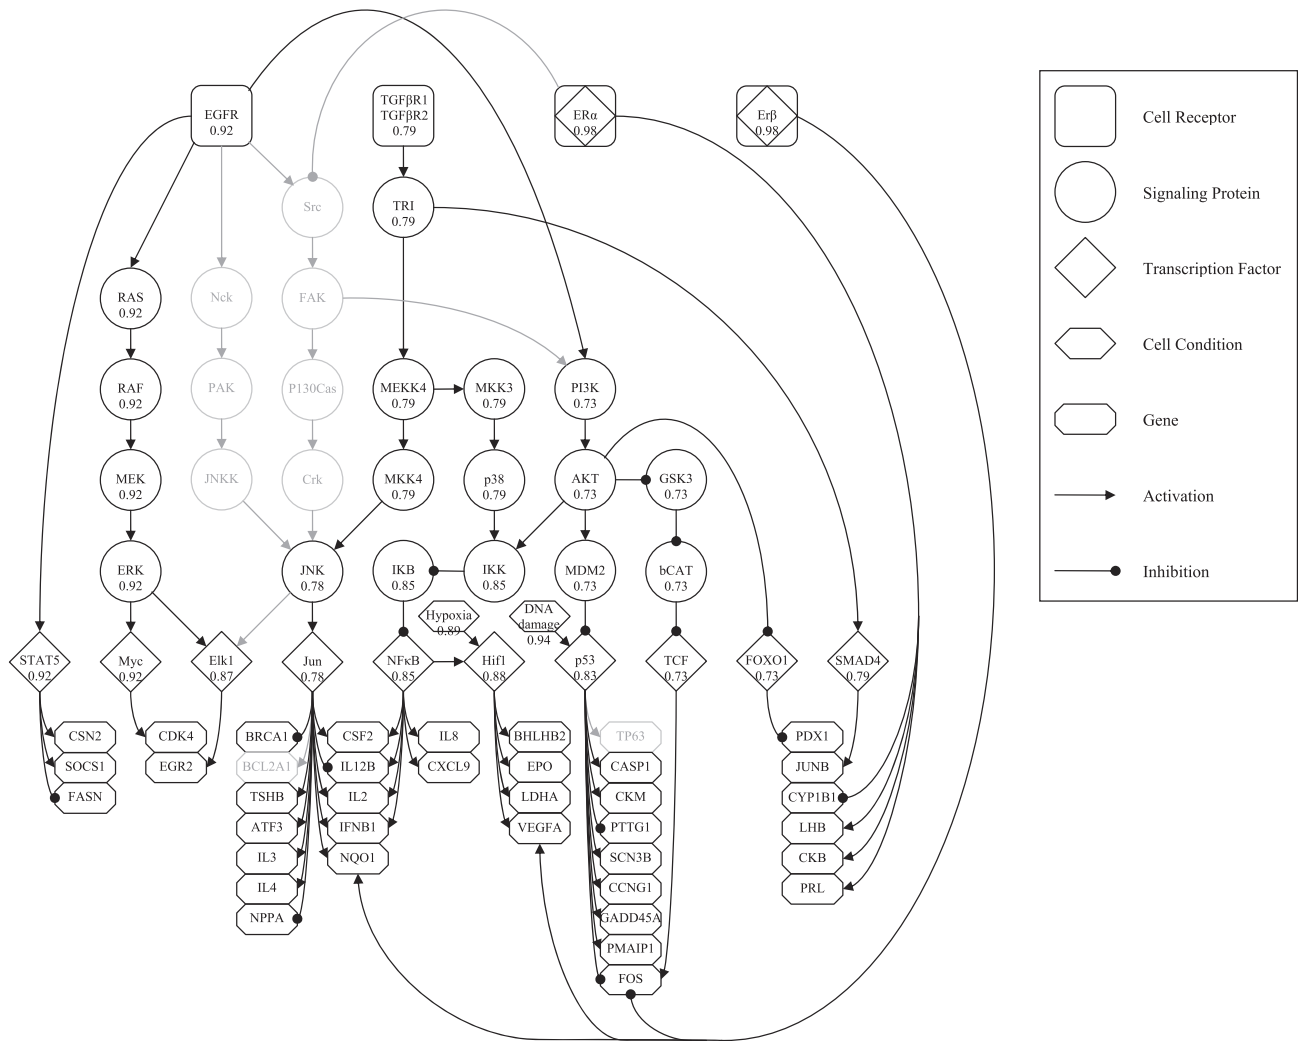 EGFR
0.92
TGFβR1
TGFβR2
0.79
ERα
0.98
Erβ
0.98
Src
TRI
0.79
RAS
0.92
Nck
FAK
RAF
0.92
PAK
P130Cas
MEKK4
0.79
MKK3
0.79
PI3K
0.73
MEK
0.92
JNKK
Crk
MKK4
0.79
p38
0.79
AKT
0.73
GSK3
0.73
ERK
0.92
JNK
0.78
IKB
0.85
IKK
0.85
MDM2
0.73
bCAT
0.73
Hypoxia
0.89
DNA
damage
0.94
STAT5
0.92
Myc
0.92
Elk1
0.87
Jun
0.78
NFκB
0.85
Hif1
0.88
p53
0.83
TCF
0.73
FOXO1
0.73
SMAD4
0.79
CSN2
SOCS1
FASN
CDK4
EGR2
BRCA1
BCL2A1
TSHB
ATF3
IL3
IL4
NPPA
CSF2
IL12B
IL2
IFNB1
NQO1
IL8
CXCL9
BHLHB2
EPO
LDHA
VEGFA
TP63
CASP1
CKM
PTTG1
SCN3B
CCNG1
GADD45A
PMAIP1
FOS
PDX1
JUNB
CYP1B1
LHB
CKB
PRL
Cell Receptor
Signaling Protein
Transcription Factor
Cell Condition
Gene
Activation
Inhibition